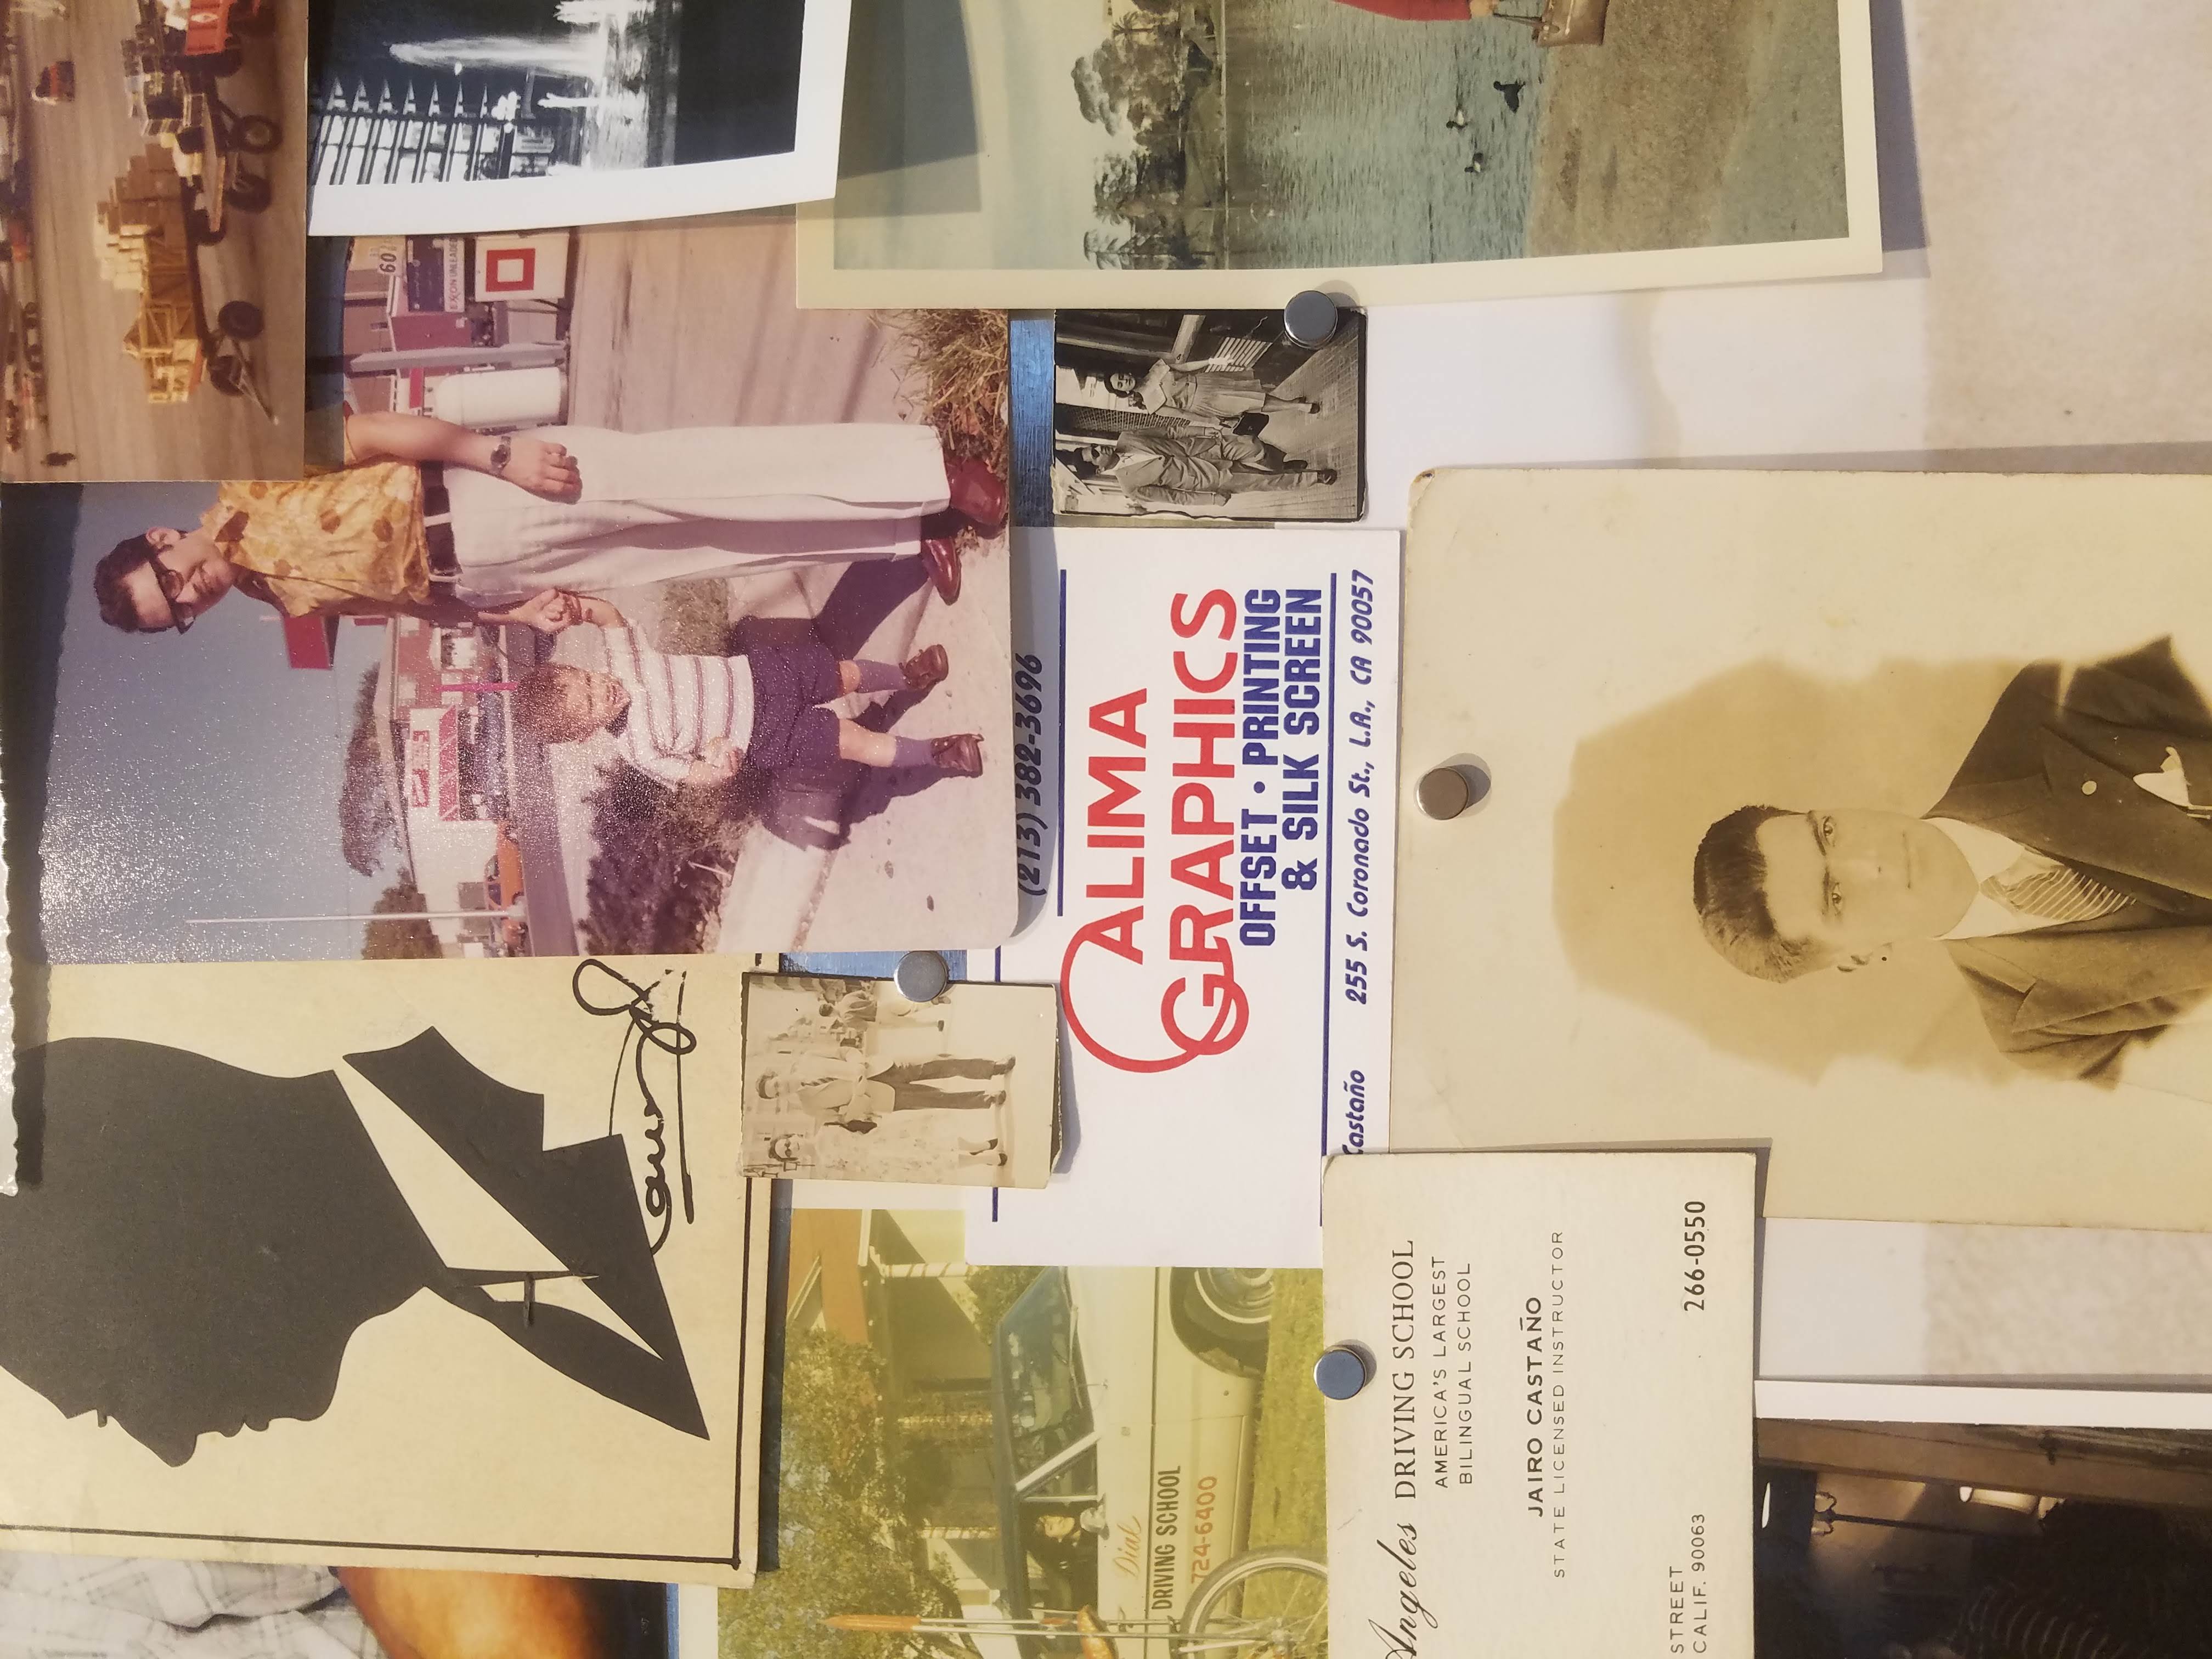 60
EXXON UNLEADED
(213) 382-3696
ALIMA
GRAPHICS
OFFSET • PRINTING
& SILK SCREEN
Castaño 255 S. Coronado St., L.A., CA 90057
Dial
DRIVING SCHOOL
724-6400
Angeles DRIVING SCHOOL
AMERICA'S LARGEST
BILINGUAL SCHOOL
JAIRO CASTAÑO
STATE LICENSED INSTRUCTOR
STREET
CALIF. 90063
266-0550